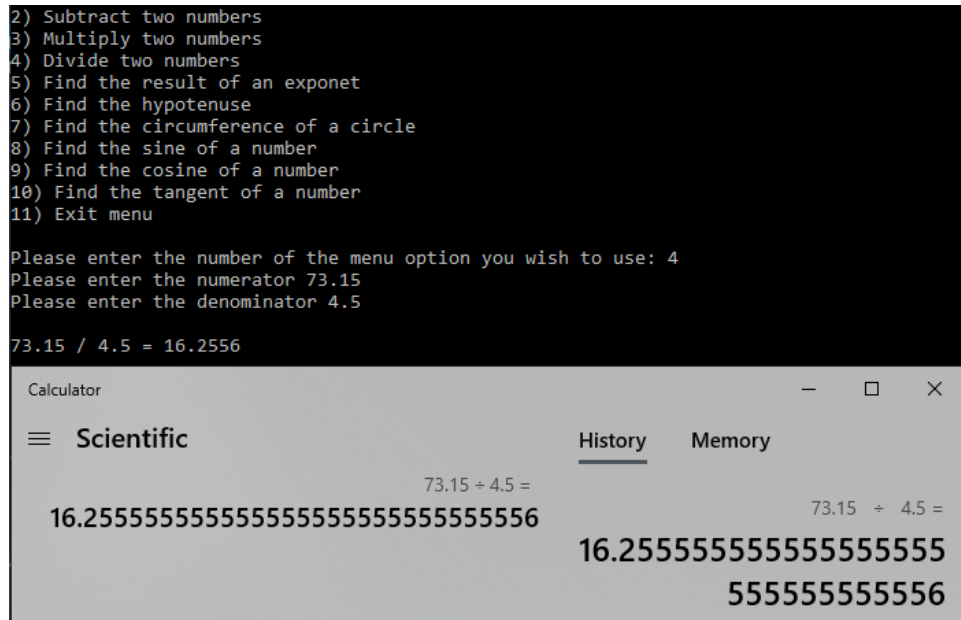 2) Subtract two numbers
3) Multiply two numbers
4) Divide two numbers
5) Find the result of an exponet
6) Find the hypotenuse
7) Find the circumference of a circle
8) Find the sine of a number
9) Find the cosine of a number
10) Find the tangent of a number
11) Exit menu
Please enter the number of the menu option you wish to use: 4
Please enter the numerator 73.15
Please enter the denominator 4.5
73.15 / 4.5 = 16.2556
Calculator
Scientific
History Memory
73.15 ÷ 4.5 =
16.255555555555555555555555555556
73.15 ÷ 4.5 =
16.255555555555555555
555555555556